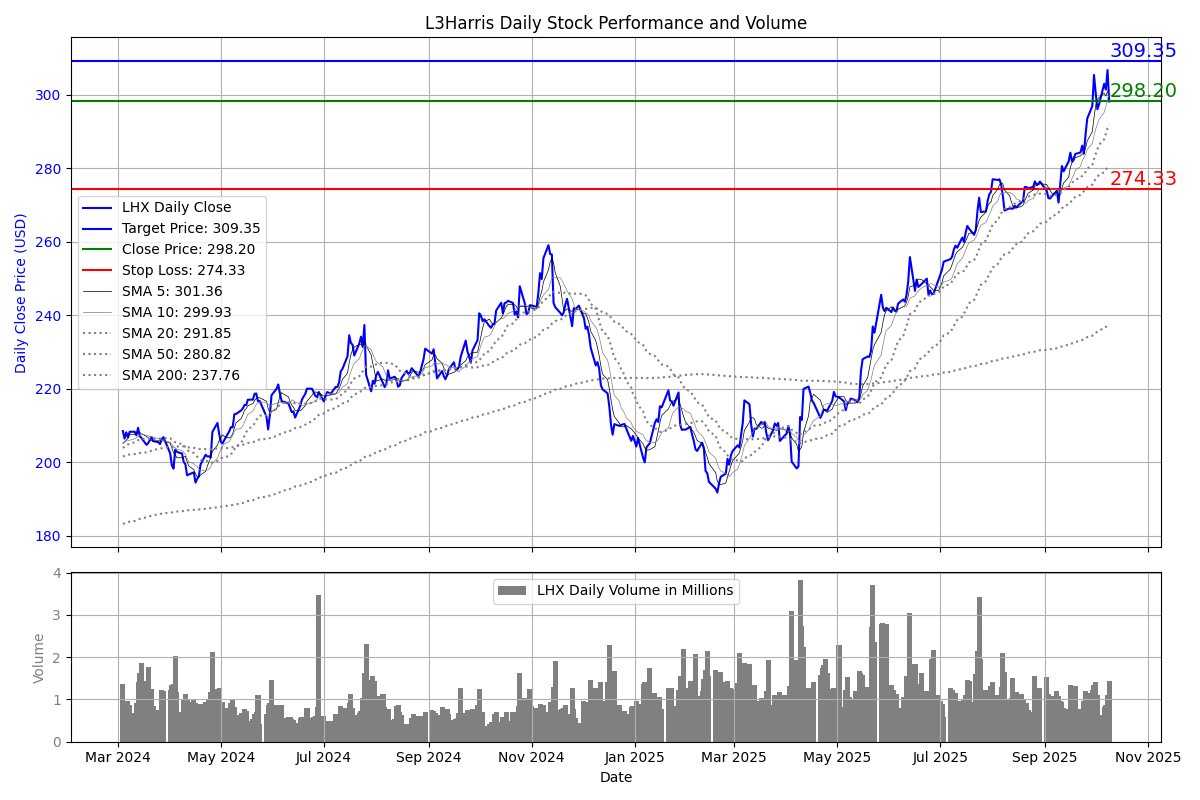 L3Harris Daily Stock Performance and Volume
309.35
298.20
274.33
300
280
260
240
220
200
180
Daily Close Price (USD)
LHX Daily Close
Target Price: 309.35
Close Price: 298.20
Stop Loss: 274.33
SMA 5: 301.36
SMA 10: 299.93
SMA 20: 291.85
SMA 50: 280.82
SMA 200: 237.76
4
3
2
1
0
Volume
LHX Daily Volume in Millions
Mar 2024 May 2024 Jul 2024 Sep 2024 Nov 2024 Jan 2025 Mar 2025 May 2025 Jul 2025 Sep 2025 Nov 2025
Date